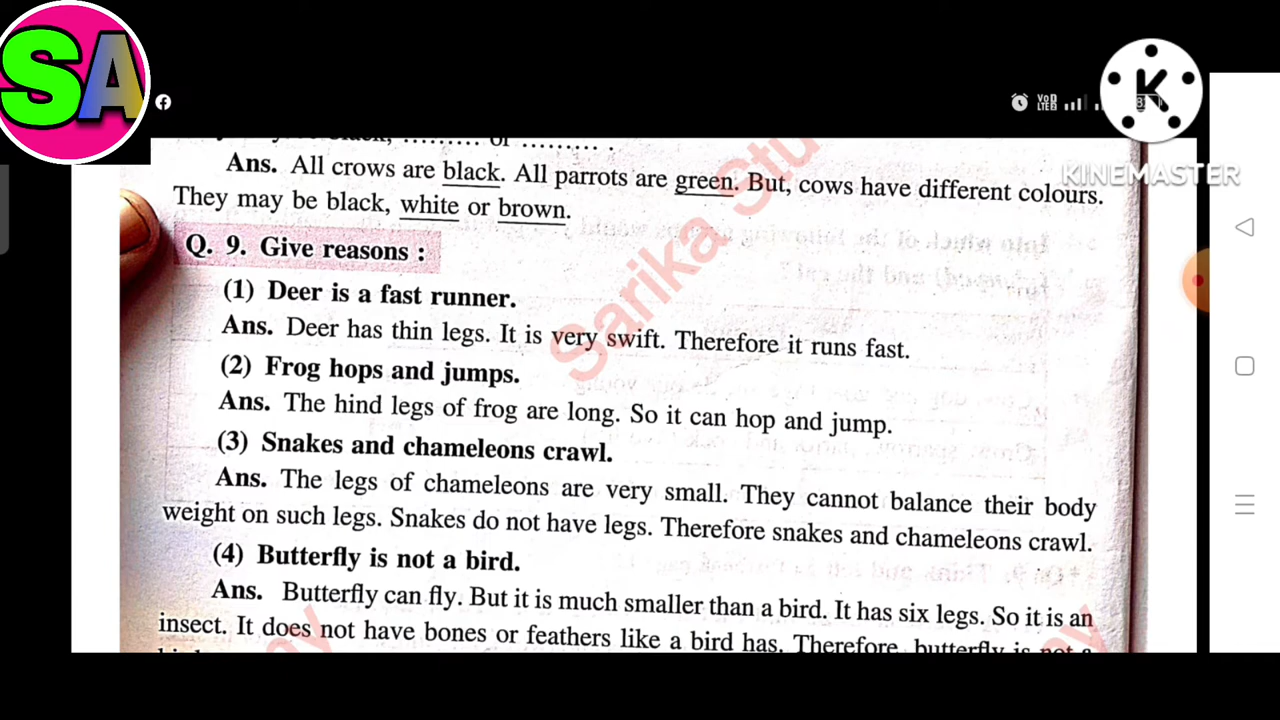 SA
K
KINEMASTER
VoD
LTE2
Ans. All crows are black. All parrots are green. But, cows have different colours.
They may be black, white or brown.
Q. 9. Give reasons :
(1) Deer is a fast runner.
Ans. Deer has thin legs. It is very swift. Therefore it runs fast.
(2) Frog hops and jumps.
Ans. The hind legs of frog are long. So it can hop and jump.
(3) Snakes and chameleons crawl.
Ans. The legs of chameleons are very small. They cannot balance their body
weight on such legs. Snakes do not have legs. Therefore snakes and chameleons crawl.
(4) Butterfly is not a bird.
Ans. Butterfly can fly. But it is much smaller than a bird. It has six legs. So it is an
insect. It does not have bones or feathers like a bird has. Therefore, butterfly is not a
Sarika Stu